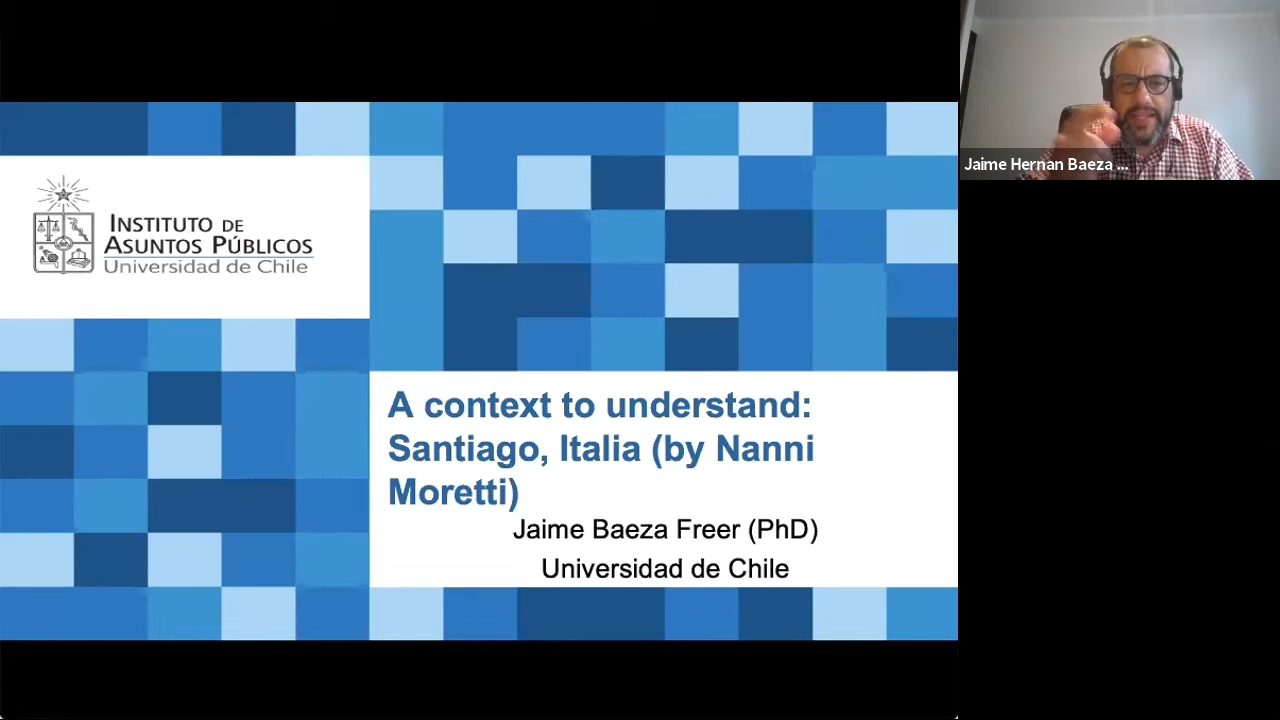 INSTITUTO DE
ASUNTOS PÚBLICOS
Universidad de Chile
Jaime Hernan Baeza ...
A context to understand:
Santiago, Italia (by Nanni
Moretti)
Jaime Baeza Freer (PhD)
Universidad de Chile